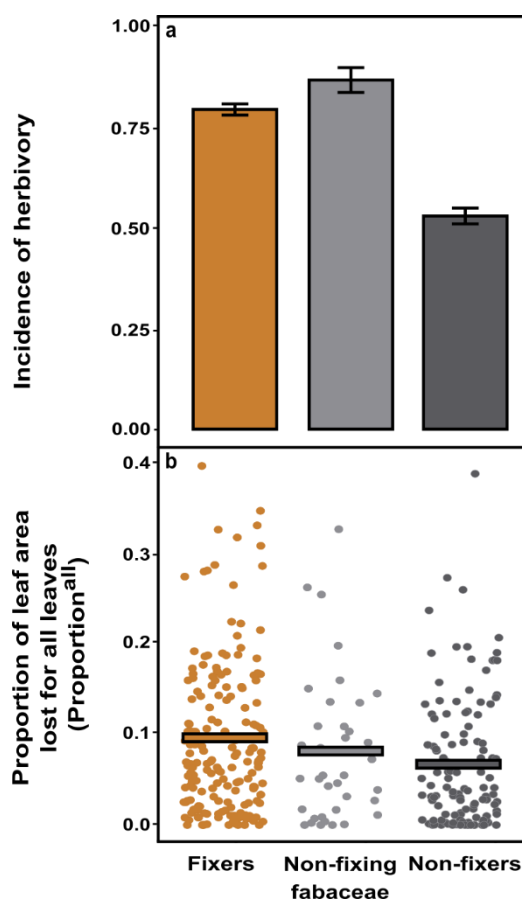 a
1.00
0.75
0.50
0.25
0.00
Incidence of herbivory
b
0.4
0.3
0.2
0.1
0.0
Proportion of leaf area
lost for all leaves
(Proportion^all)
Fixers
Non-fixing
fabaceae
Non-fixers